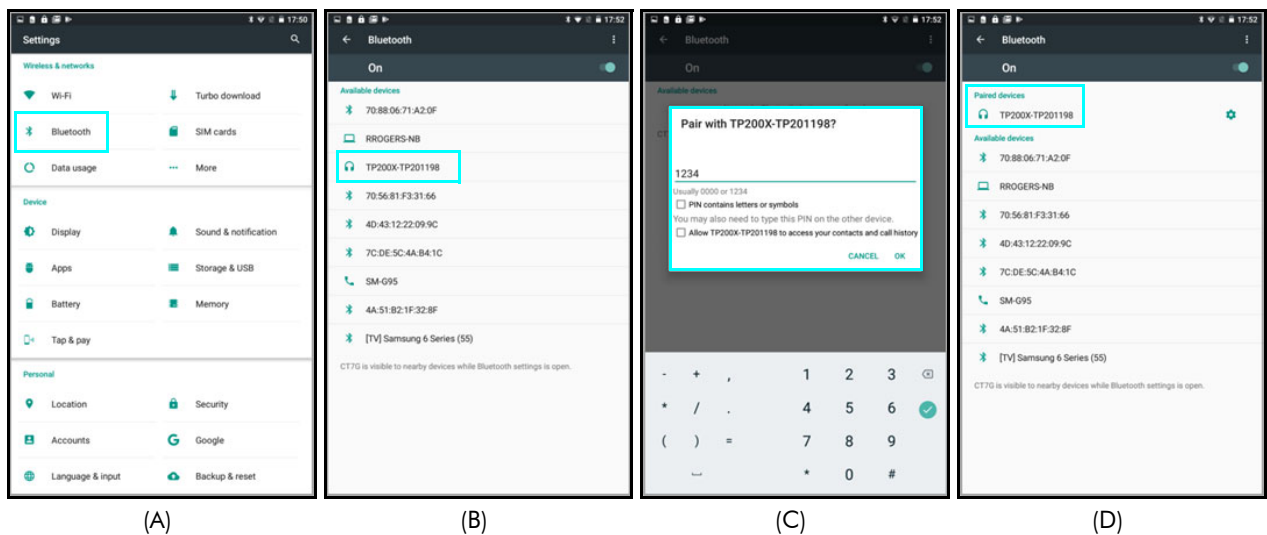 17:50
Settings
Wireless & networks
Wi-Fi Turbo download
Bluetooth SIM cards
Data usage More
Device
Display Sound & notification
Apps Storage & USB
Battery Memory
Tap & pay
Personal
Location Security
Accounts Google
Language & input Backup & reset
(A)
17:52
Bluetooth
On
Available devices
70:88:06:71:A2:0F
RROGERS-NB
TP200X-TP201198
70:56:81:F3:31:66
4D:43:12:22:09:9C
7C:DE:5C:4A:B4:1C
SM-G95
4A:51:B2:1F:32:8F
[TV] Samsung 6 Series (55)
CT7G is visible to nearby devices while Bluetooth settings is open.
(B)
17:52
Bluetooth
On
Available devices
CT
Pair with TP200X-TP201198?
1234
Usually 0000 or 1234
PIN contains letters or symbols
You may also need to type this PIN on the other device.
Allow TP200X-TP201198 to access your contacts and call history
CANCEL OK
- + , 1 2 3
* / . 4 5 6
( ) = 7 8 9
* 0 #
(C)
17:52
Bluetooth
On
Paired devices
TP200X-TP201198
Available devices
70:88:06:71:A2:0F
RROGERS-NB
70:56:81:F3:31:66
4D:43:12:22:09:9C
7C:DE:5C:4A:B4:1C
SM-G95
4A:51:B2:1F:32:8F
[TV] Samsung 6 Series (55)
CT7G is visible to nearby devices while Bluetooth settings is open.
(D)